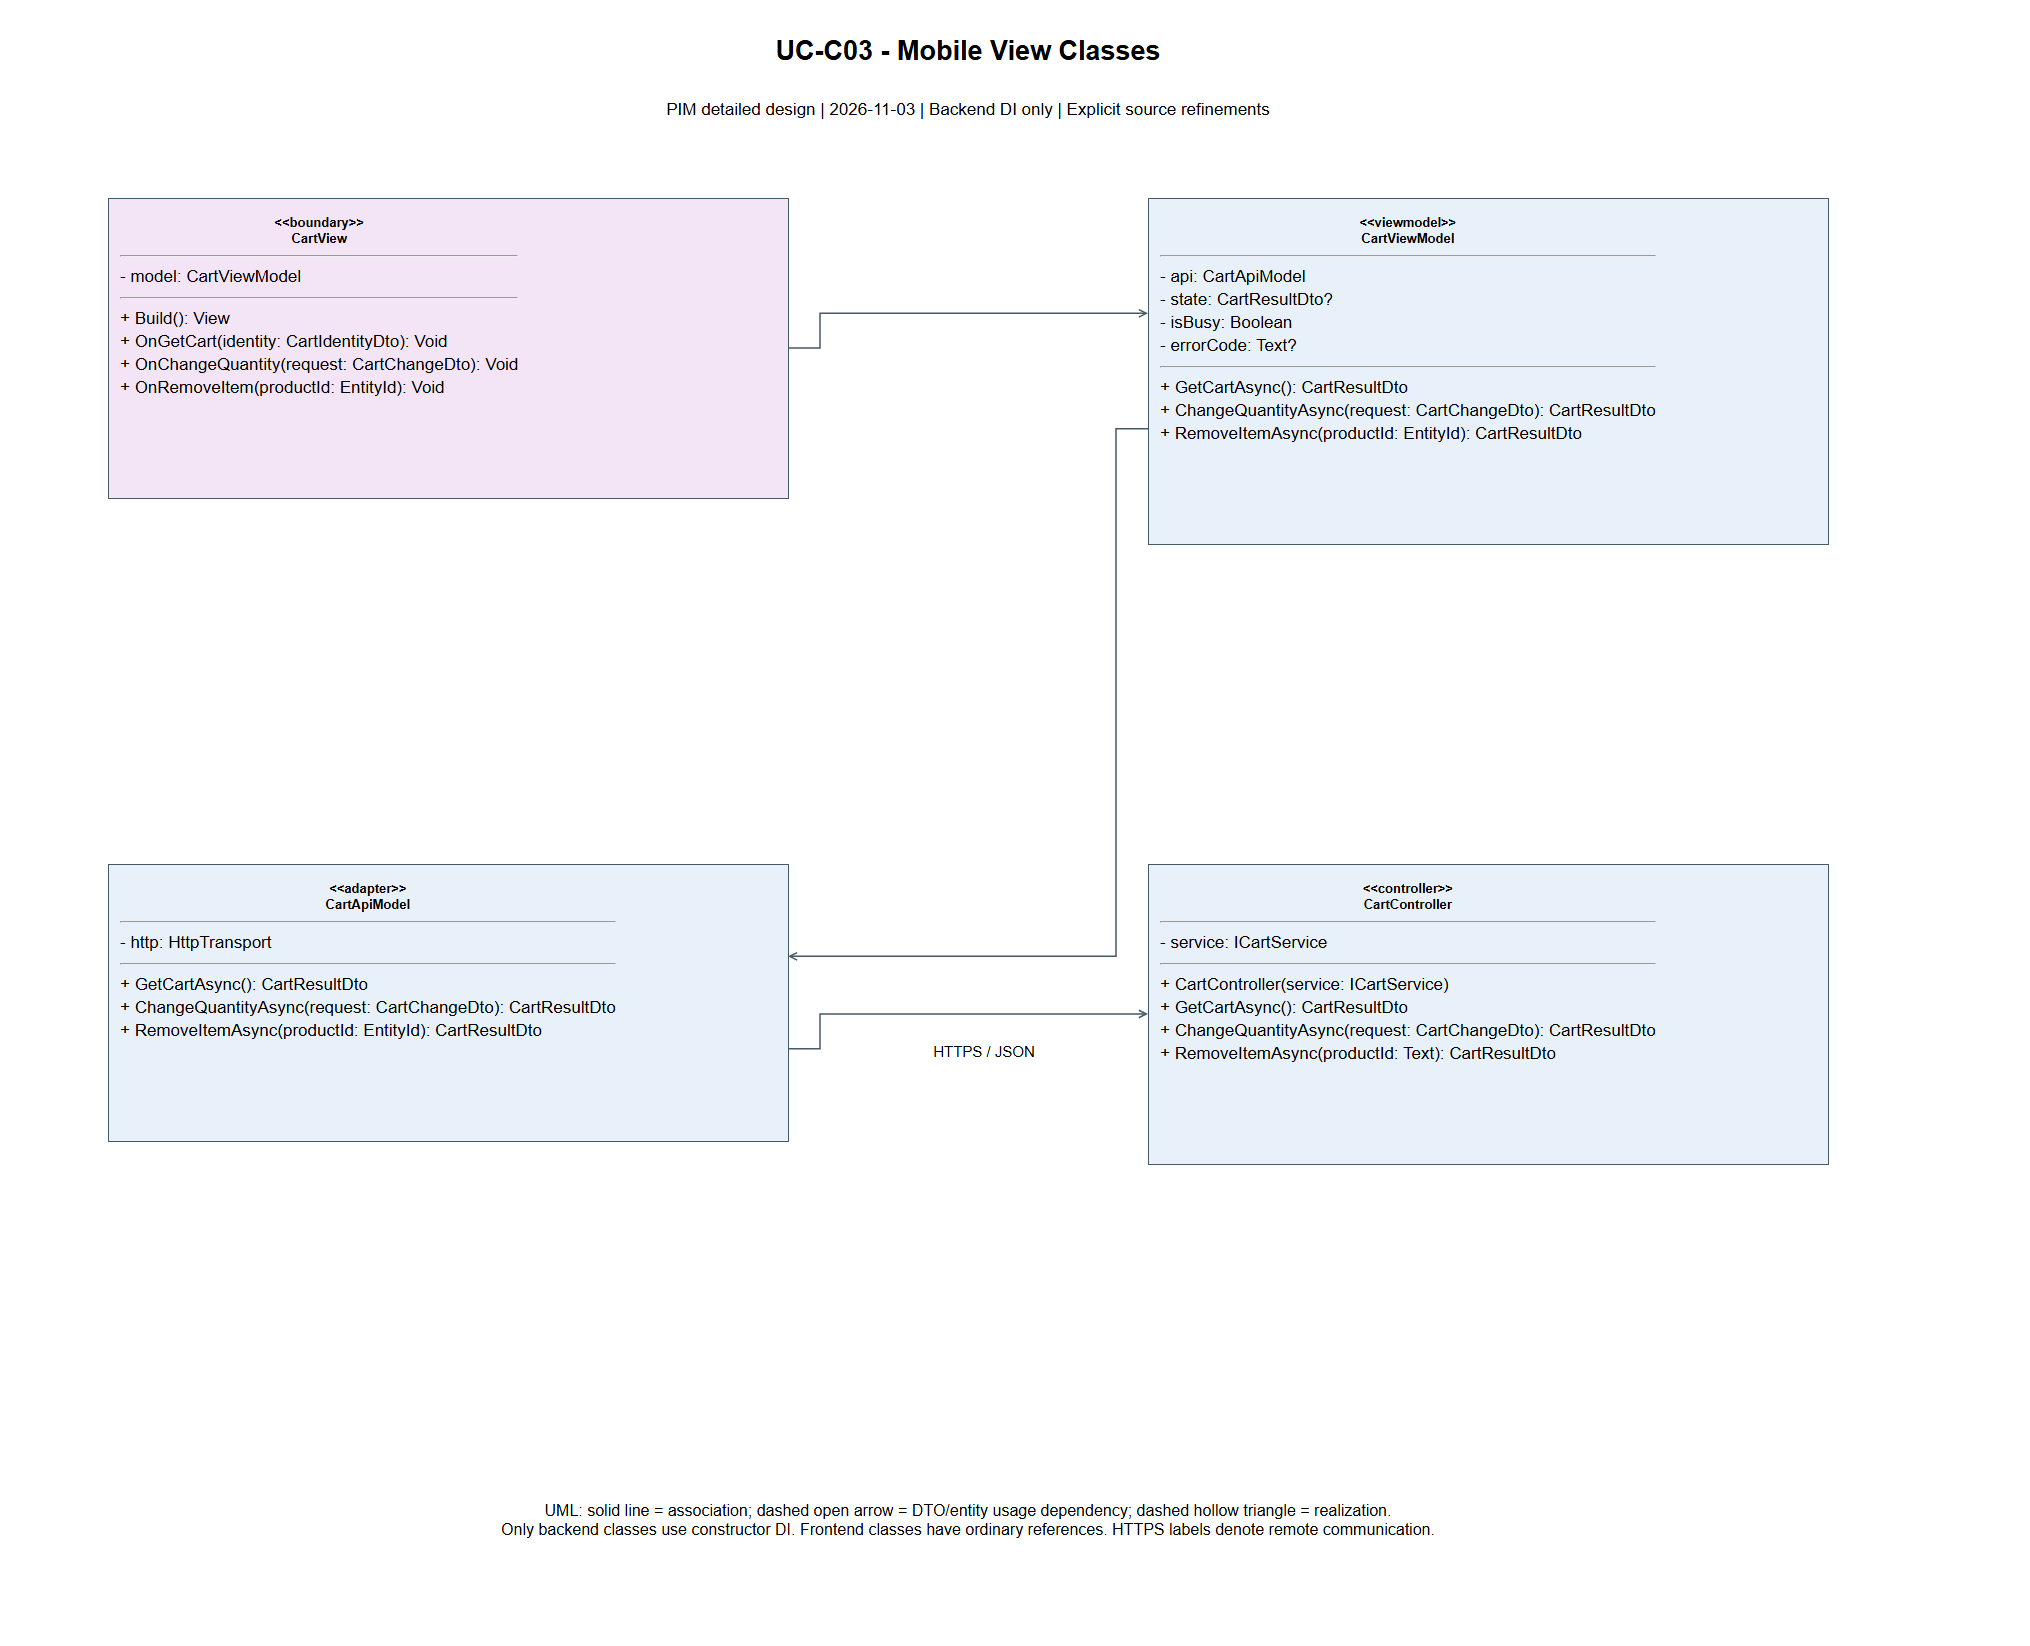 UC-C03 - Mobile View Classes
PIM detailed design | 2026-11-03 | Backend DI only | Explicit source refinements
<<boundary>>
CartView
- model: CartViewModel
+ Build(): View
+ OnGetCart(identity: CartIdentityDto): Void
+ OnChangeQuantity(request: CartChangeDto): Void
+ OnRemoveItem(productId: EntityId): Void
<<viewmodel>>
CartViewModel
- api: CartApiModel
- state: CartResultDto?
- isBusy: Boolean
- errorCode: Text?
+ GetCartAsync(): CartResultDto
+ ChangeQuantityAsync(request: CartChangeDto): CartResultDto
+ RemoveItemAsync(productId: EntityId): CartResultDto
<<adapter>>
CartApiModel
- http: HttpTransport
+ GetCartAsync(): CartResultDto
+ ChangeQuantityAsync(request: CartChangeDto): CartResultDto
+ RemoveItemAsync(productId: EntityId): CartResultDto
HTTPS / JSON
<<controller>>
CartController
- service: ICartService
+ CartController(service: ICartService)
+ GetCartAsync(): CartResultDto
+ ChangeQuantityAsync(request: CartChangeDto): CartResultDto
+ RemoveItemAsync(productId: Text): CartResultDto
UML: solid line = association; dashed open arrow = DTO/entity usage dependency; dashed hollow triangle = realization.
Only backend classes use constructor DI. Frontend classes have ordinary references. HTTPS labels denote remote communication.